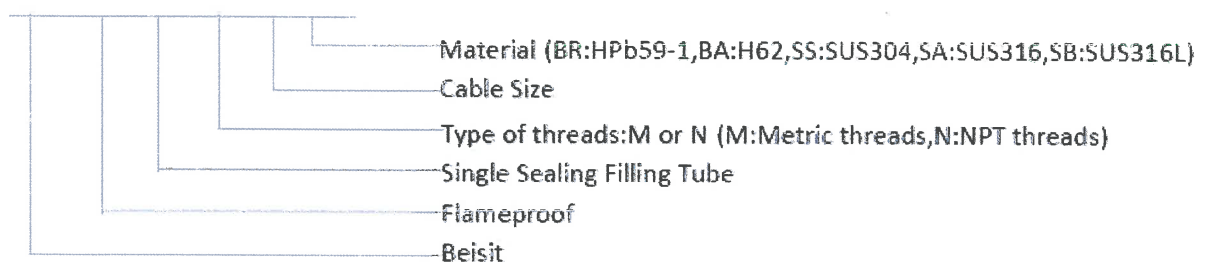 Material (BR:HPb59-1,BA:H62,SS:SUS304,SA:SUS316,SB:SUS316L)
Cable Size
Type of threads:M or N (M:Metric threads,N:NPT threads)
Single Sealing Filling Tube
Flameproof
Beisit